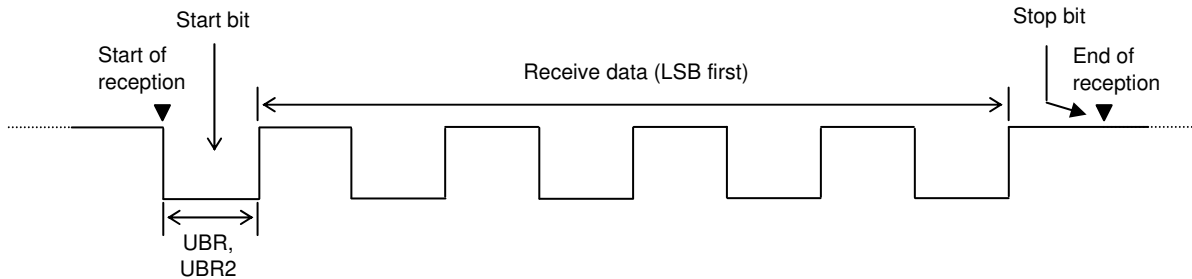 Start bit
Stop bit
Start of
reception
Receive data (LSB first)
End of
reception
UBR,
UBR2